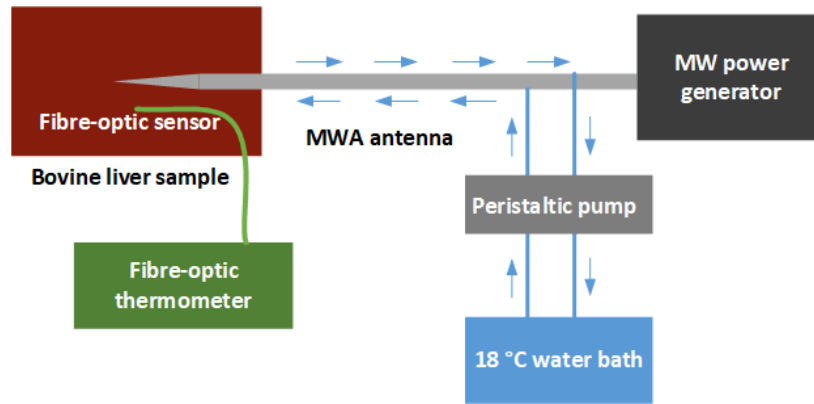 MW power
generator
Fibre-optic sensor
MWA antenna
Bovine liver sample
Peristaltic pump
Fibre-optic
thermometer
18 °C water bath